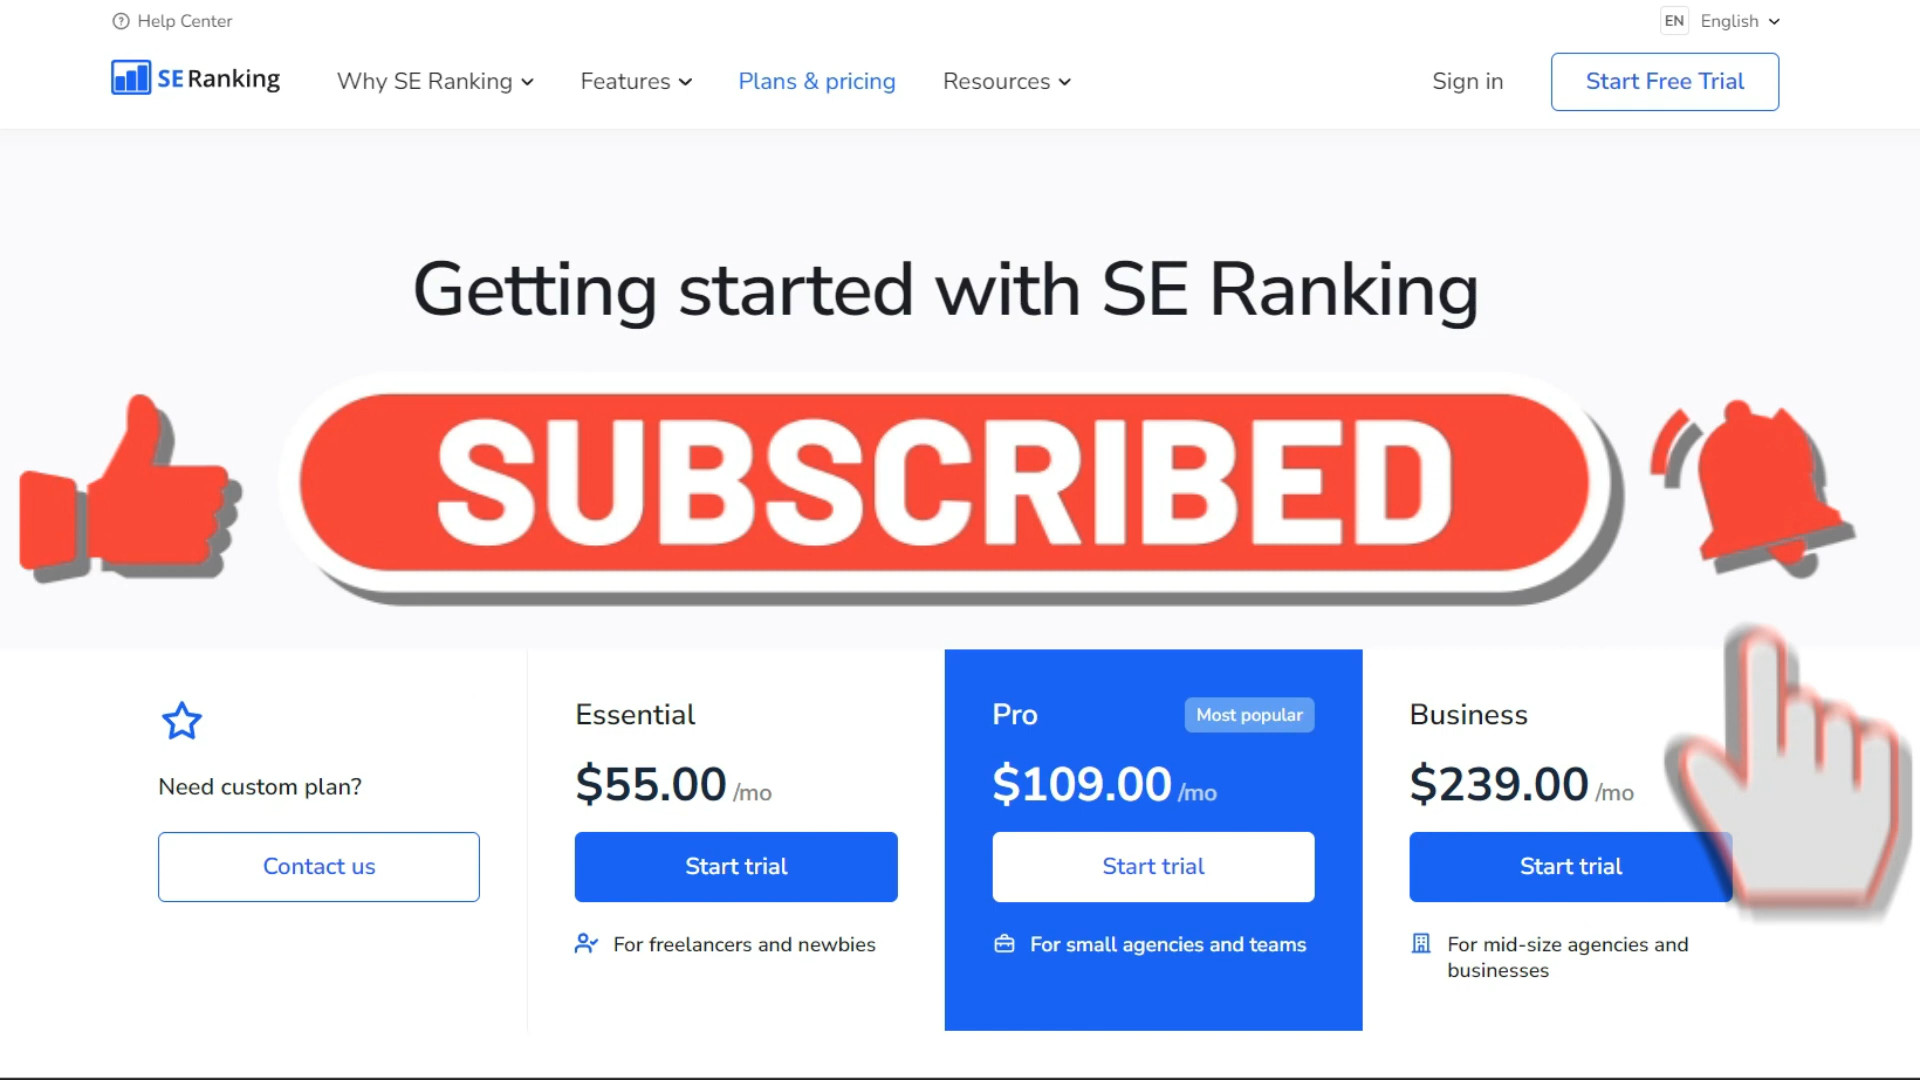 Help Center
EN English
SE Ranking Why SE Ranking Features Plans & pricing Resources Sign in Start Free Trial
Getting started with SE Ranking
SUBSCRIBED
Need custom plan?
Contact us
Essential
$55.00 /mo
Start trial
For freelancers and newbies
Pro Most popular
$109.00 /mo
Start trial
For small agencies and teams
Business
$239.00 /mo
Start trial
For mid-size agencies and
businesses